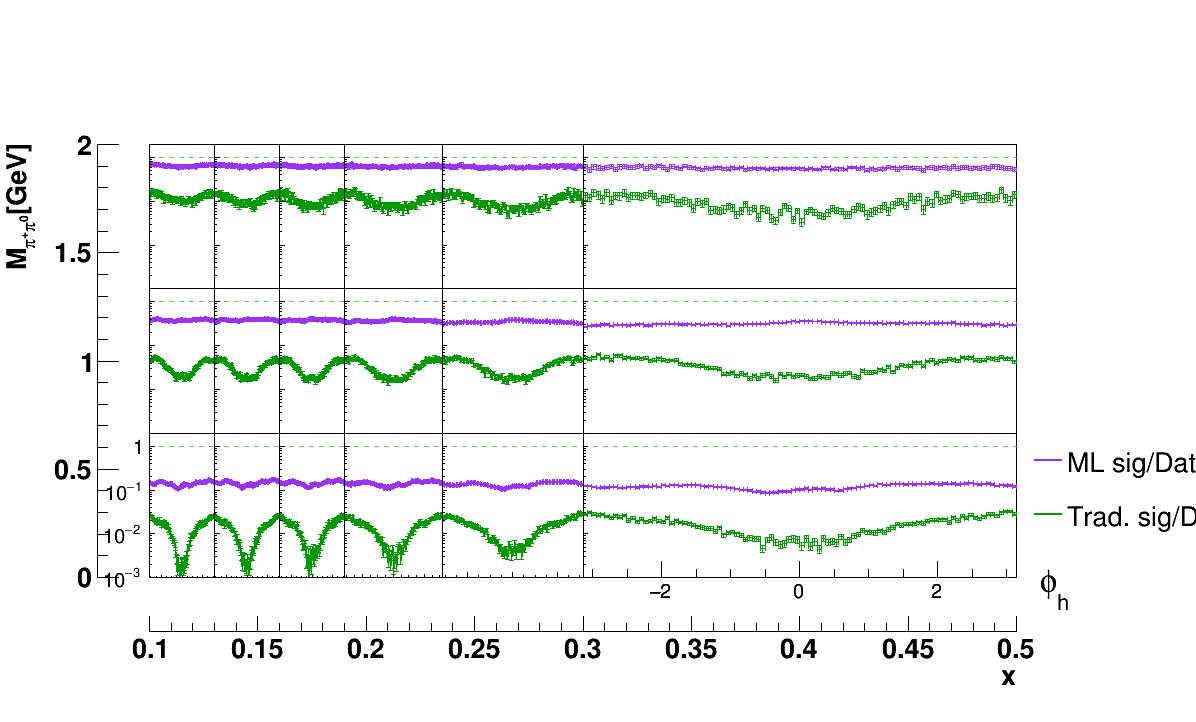 M_{π⁺π⁰}[GeV]
2
1.5
1
0.5
0
1
10⁻¹
10⁻²
10⁻³
−2 0 2
ϕ_h
0.1 0.15 0.2 0.25 0.3 0.35 0.4 0.45 0.5
x
ML sig/Dat
Trad. sig/D